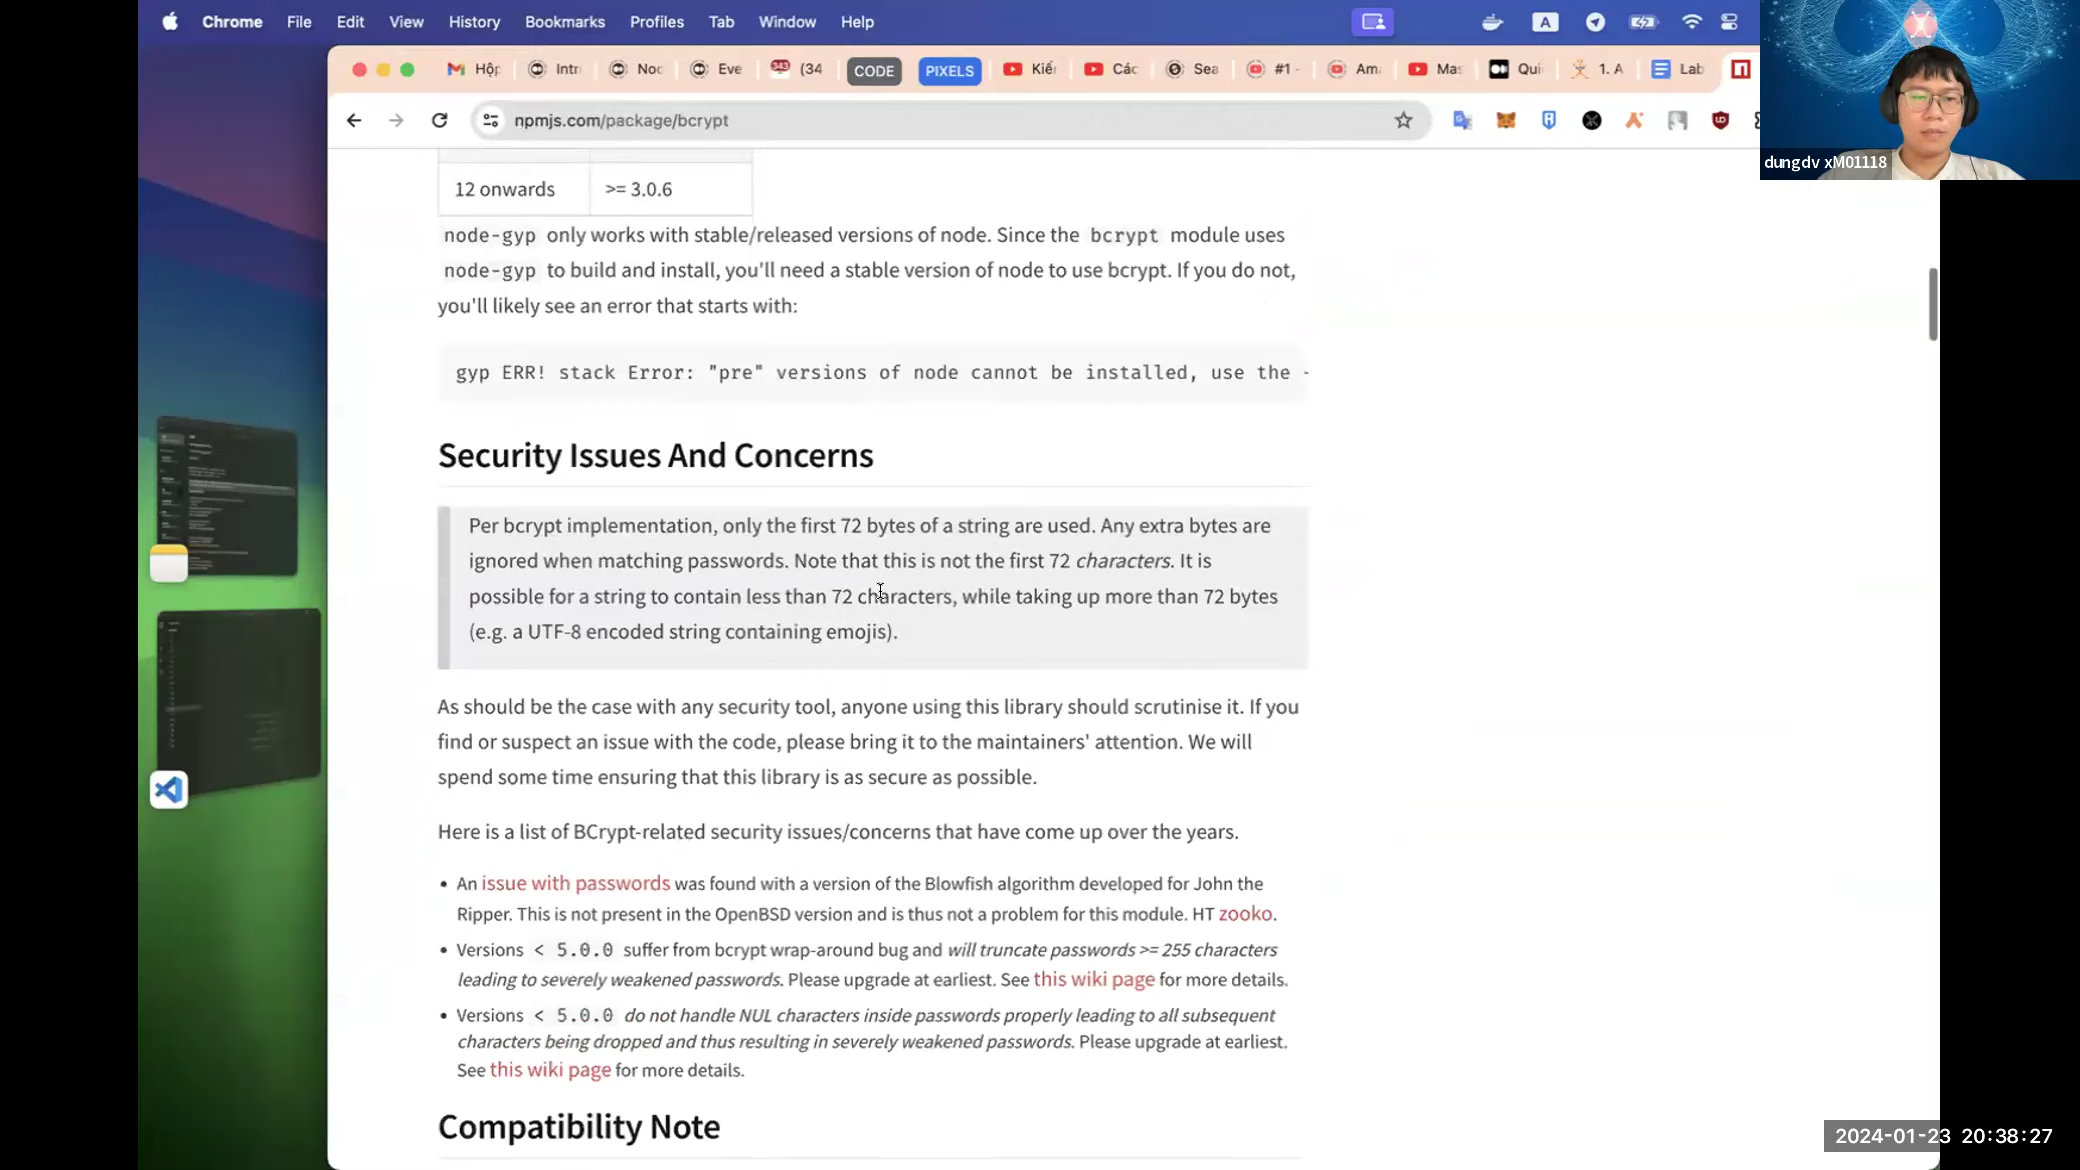 Chrome File Edit View History Bookmarks Profiles Tab Window Help
A
Hộp Intr Noc Eve (34 CODE PIXELS Kiế Các Sea #1 - Am Mas Qui 1. A Lab
npmjs.com/package/bcrypt
dungdv xM01118
12 onwards >= 3.0.6
node-gyp only works with stable/released versions of node. Since the bcrypt module uses
node-gyp to build and install, you'll need a stable version of node to use bcrypt. If you do not,
you'll likely see an error that starts with:
gyp ERR! stack Error: "pre" versions of node cannot be installed, use the -
Security Issues And Concerns
Per bcrypt implementation, only the first 72 bytes of a string are used. Any extra bytes are
ignored when matching passwords. Note that this is not the first 72 characters. It is
possible for a string to contain less than 72 characters, while taking up more than 72 bytes
(e.g. a UTF-8 encoded string containing emojis).
As should be the case with any security tool, anyone using this library should scrutinise it. If you
find or suspect an issue with the code, please bring it to the maintainers' attention. We will
spend some time ensuring that this library is as secure as possible.
Here is a list of BCrypt-related security issues/concerns that have come up over the years.
• An issue with passwords was found with a version of the Blowfish algorithm developed for John the
Ripper. This is not present in the OpenBSD version and is thus not a problem for this module. HT zooko.
• Versions < 5.0.0 suffer from bcrypt wrap-around bug and will truncate passwords >= 255 characters
leading to severely weakened passwords. Please upgrade at earliest. See this wiki page for more details.
• Versions < 5.0.0 do not handle NUL characters inside passwords properly leading to all subsequent
characters being dropped and thus resulting in severely weakened passwords. Please upgrade at earliest.
See this wiki page for more details.
Compatibility Note
2024-01-23 20:38:27